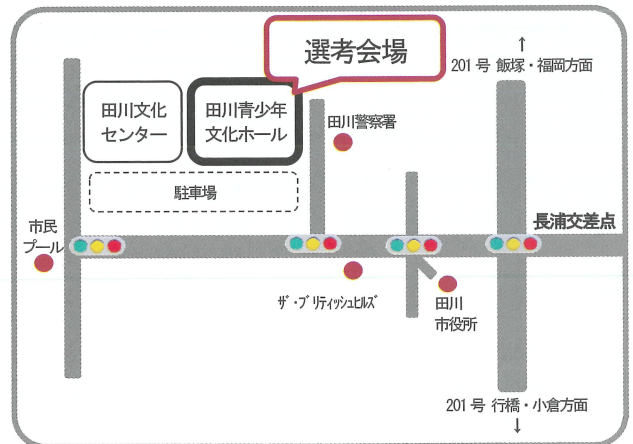 選考会場
↑
201号 飯塚・福岡方面
田川文化
センター
田川青少年
文化ホール
田川警察署
駐車場
市民
プール
長浦交差点
ザ・ブリティッシュヒルズ
田川
市役所
201号 行橋・小倉方面
↓